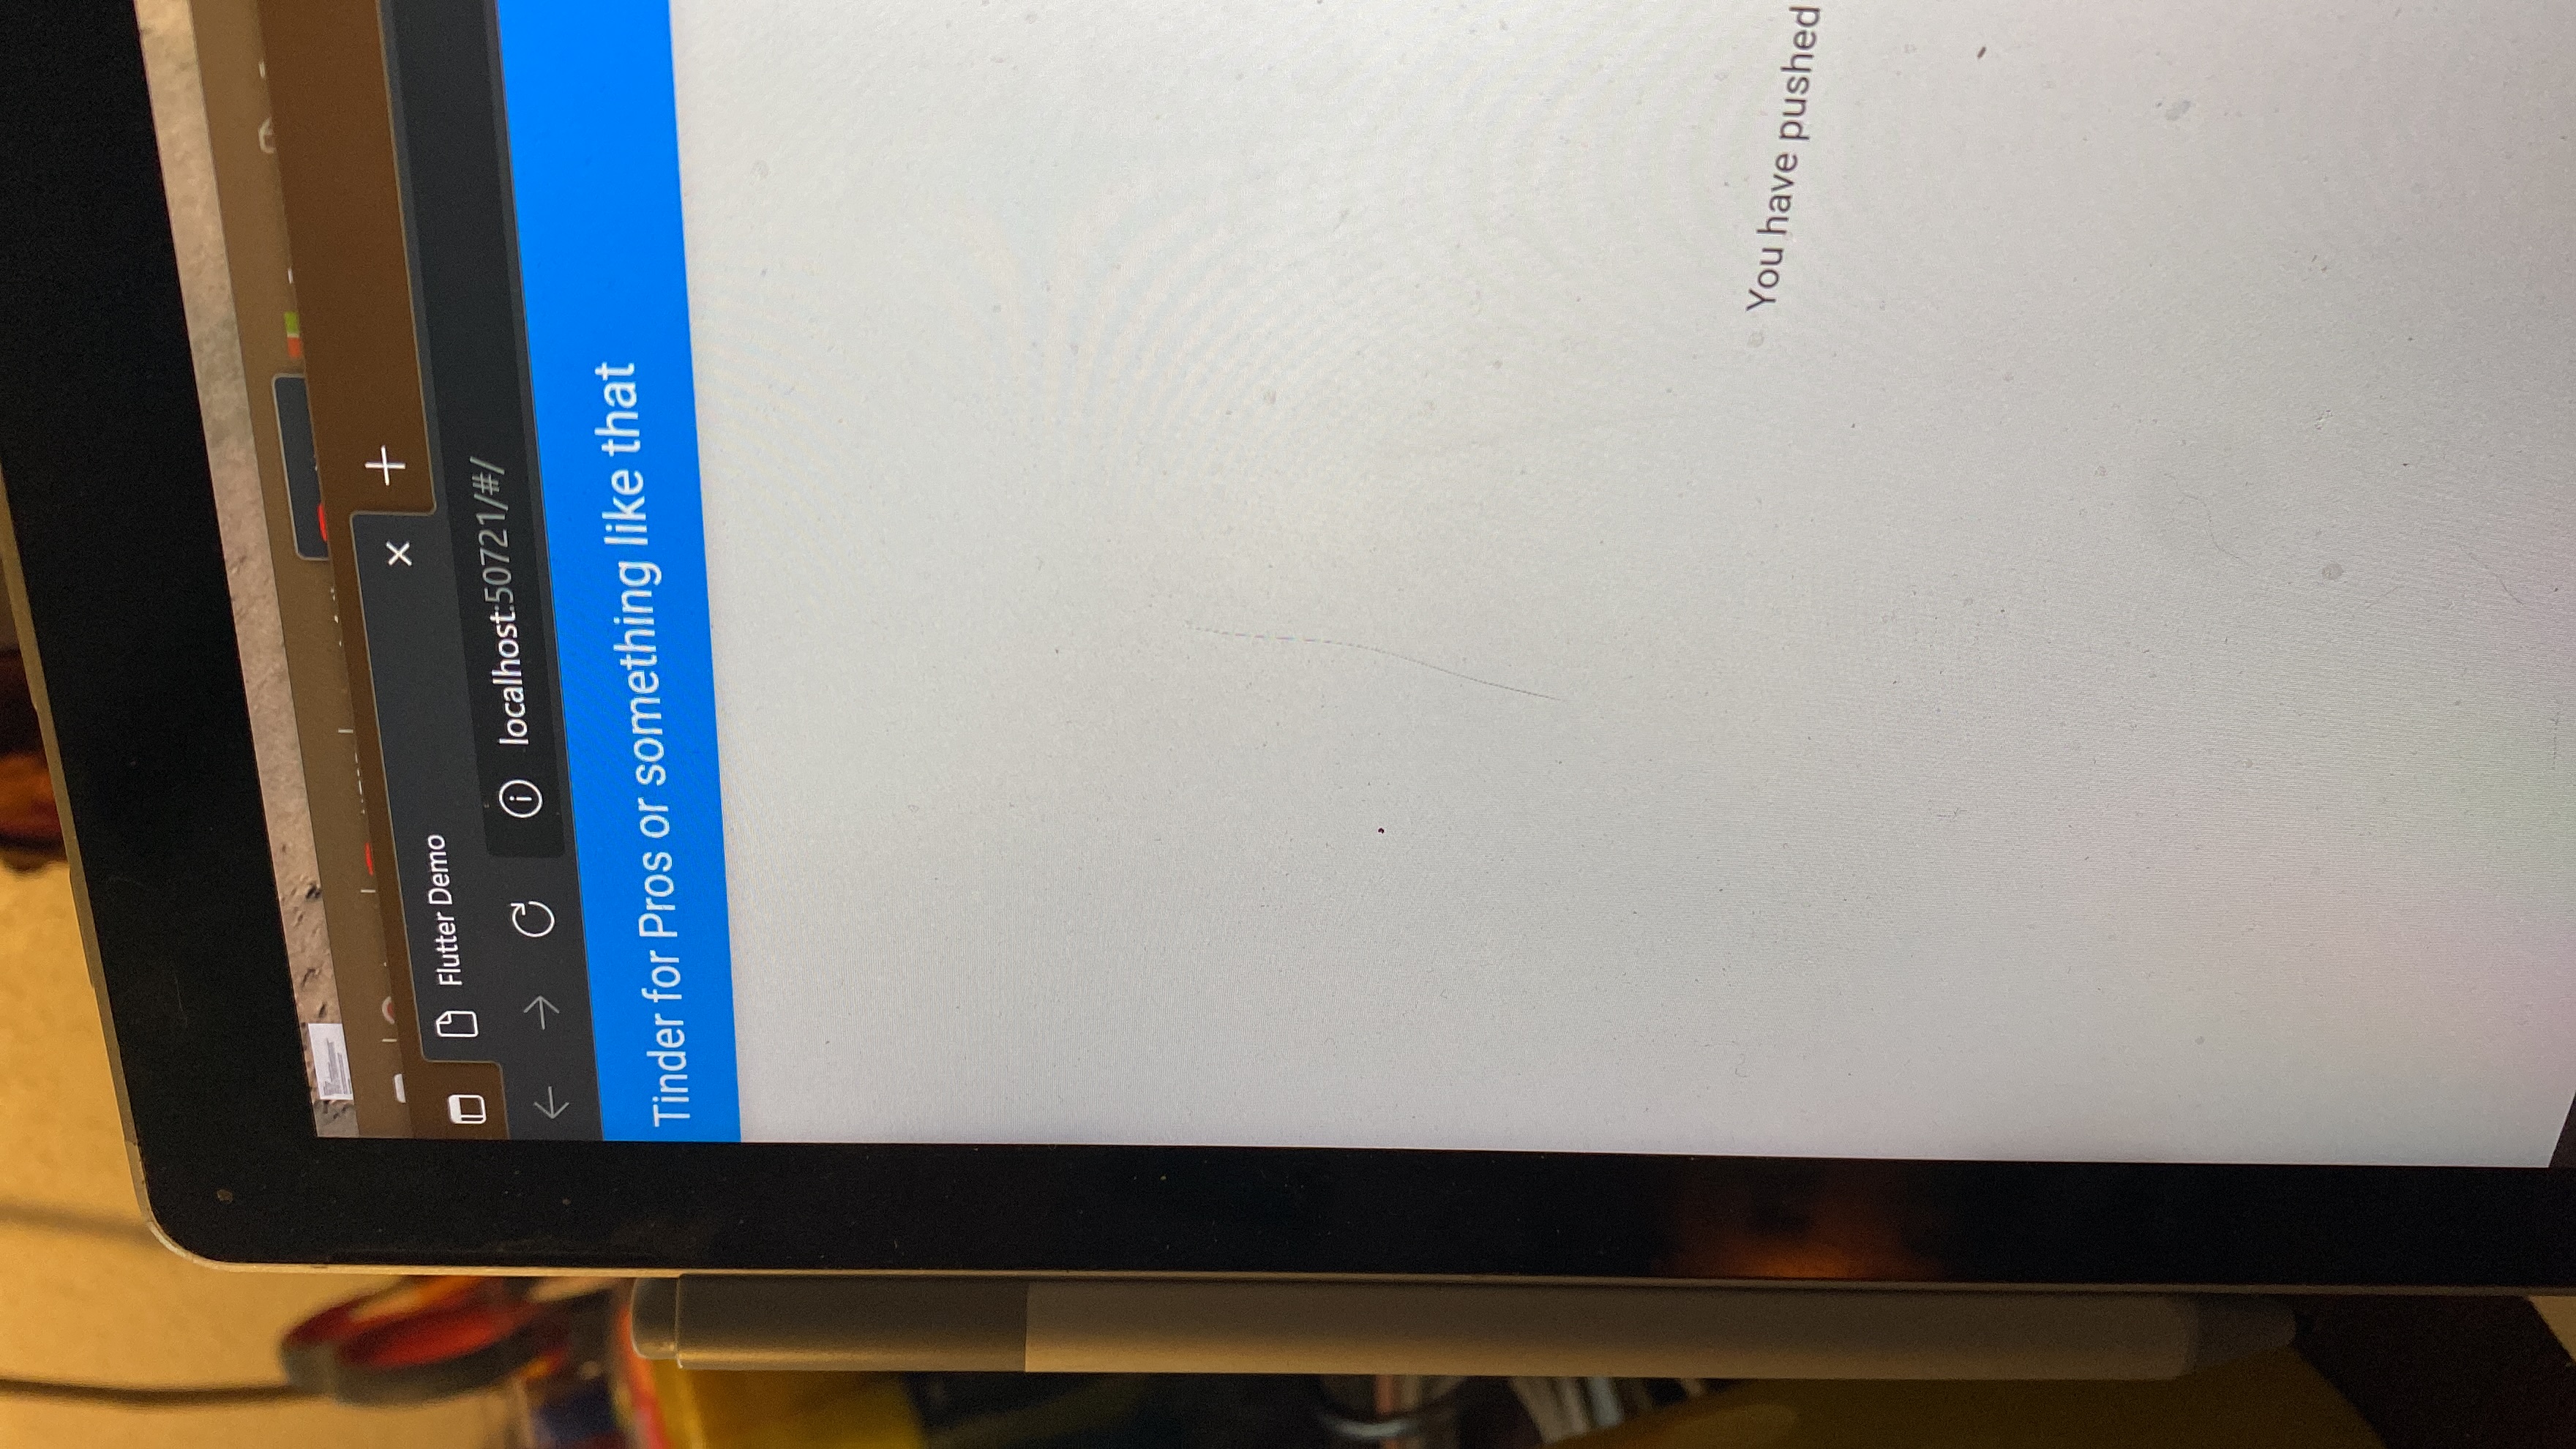 Flutter Demo
localhost:50721/#/
Tinder for Pros or something like that
You have pushed